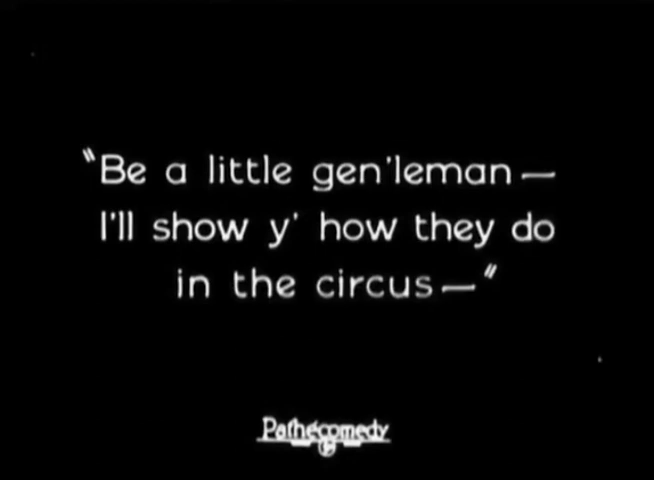 "Be a little gen'leman—
I'll show y' how they do
in the circus—"
Pathécomedy
P